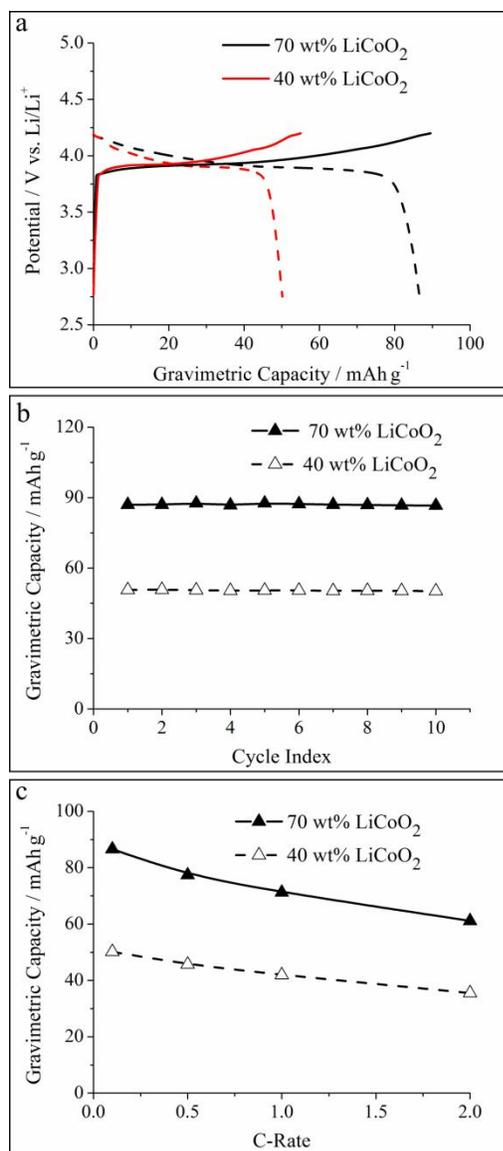 a
70 wt% LiCoO₂
40 wt% LiCoO₂
5.0
4.5
4.0
3.5
3.0
2.5
Potential / V vs. Li/Li⁺
0 20 40 60 80 100
Gravimetric Capacity / mAh g⁻¹
b
70 wt% LiCoO₂
40 wt% LiCoO₂
120
90
60
30
0
Gravimetric Capacity / mAh g⁻¹
0 2 4 6 8 10
Cycle Index
c
70 wt% LiCoO₂
40 wt% LiCoO₂
100
80
60
40
20
0
Gravimetric Capacity / mAh g⁻¹
0.0 0.5 1.0 1.5 2.0
C-Rate